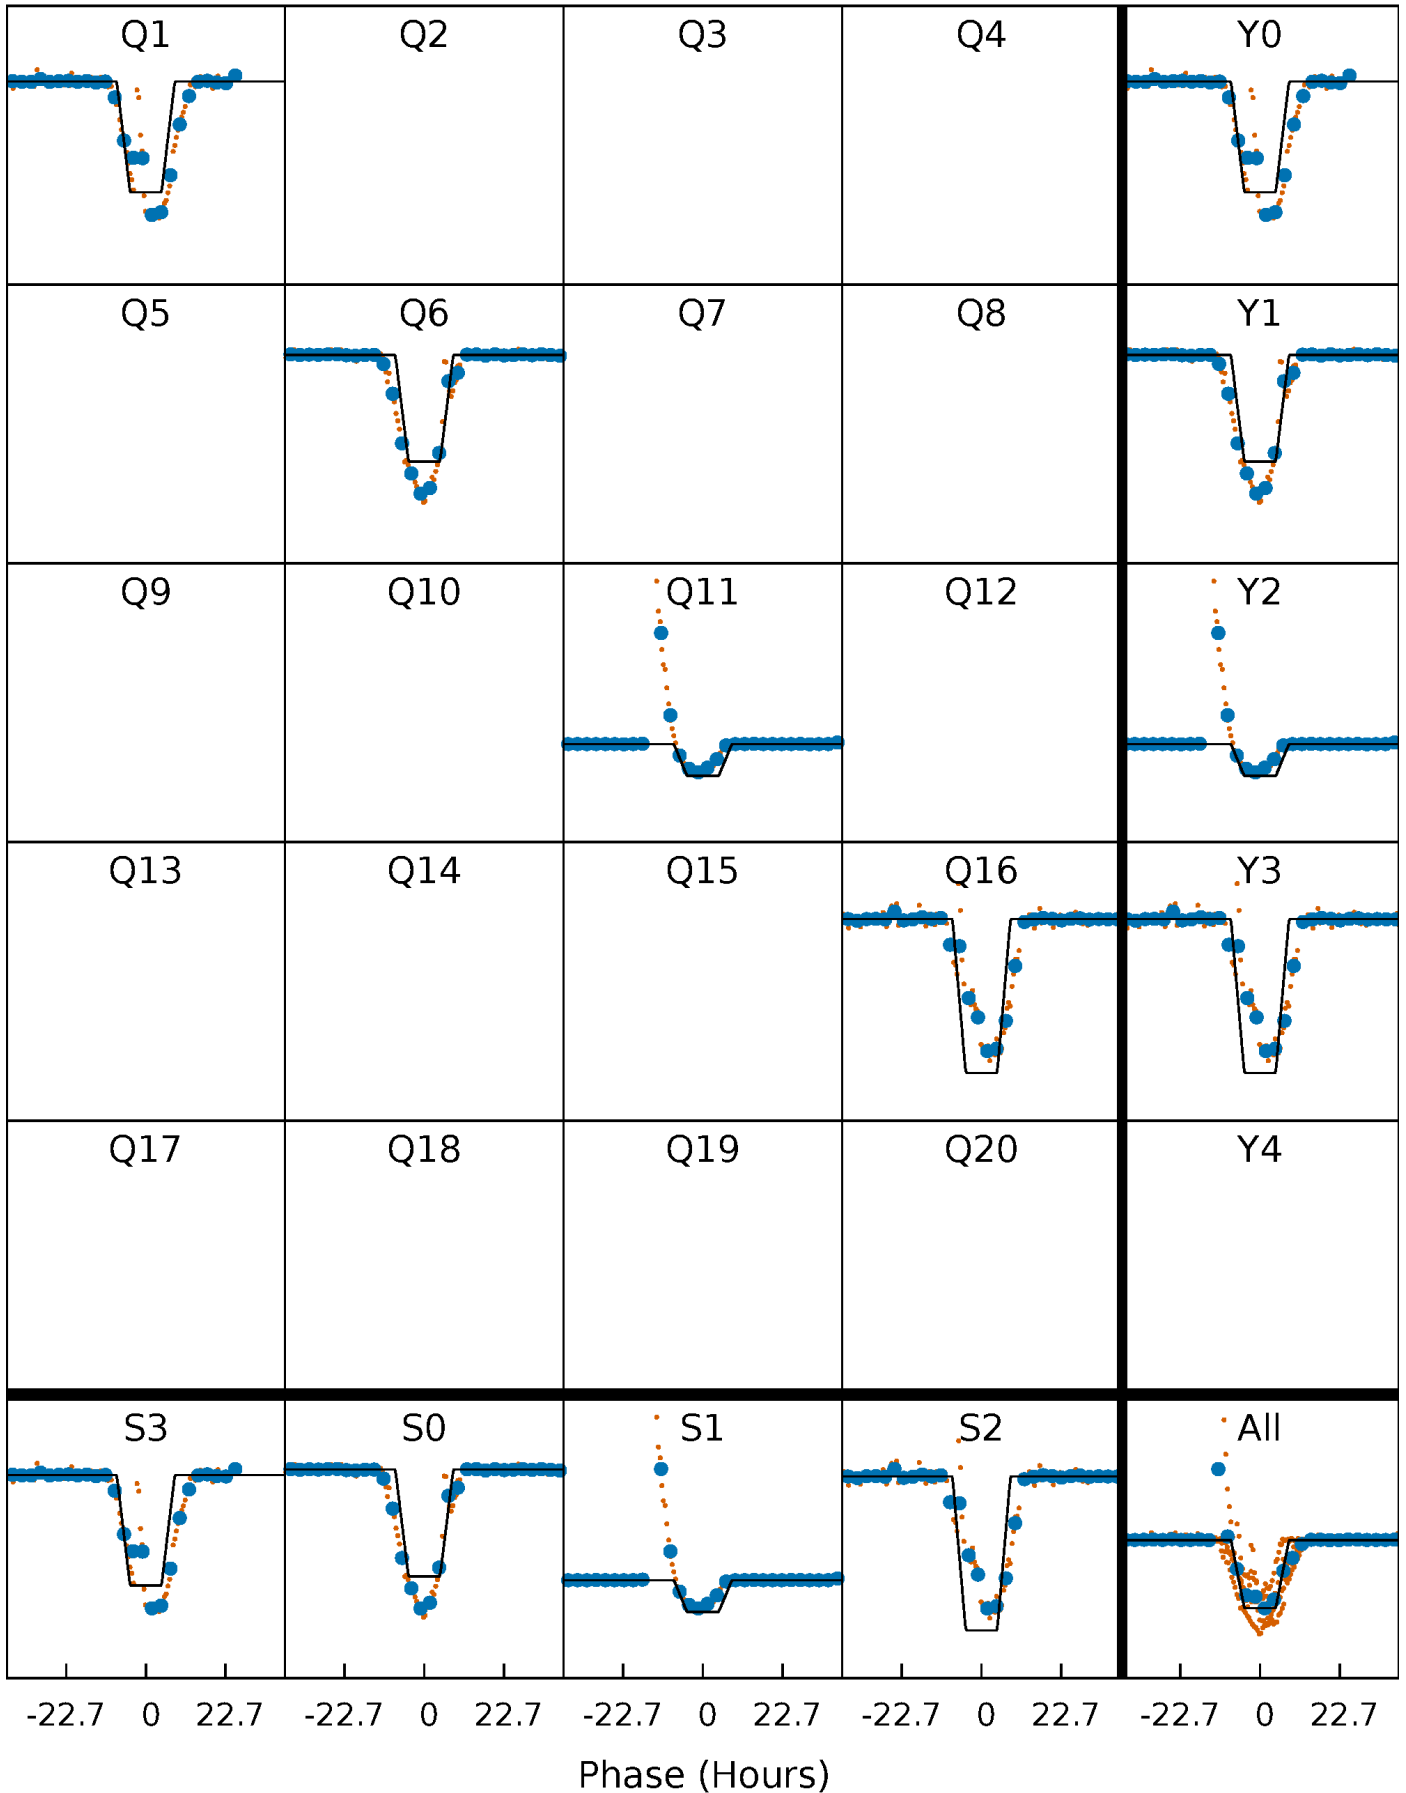 Q1 Q2 Q3 Q4 Y0
Q5 Q6 Q7 Q8 Y1
Q9 Q10 Q11 Q12 Y2
Q13 Q14 Q15 Q16 Y3
Q17 Q18 Q19 Q20 Y4
S3 S0 S1 S2 All
-22.7 0 22.7 -22.7 0 22.7 -22.7 0 22.7 -22.7 0 22.7 -22.7 0 22.7
Phase (Hours)